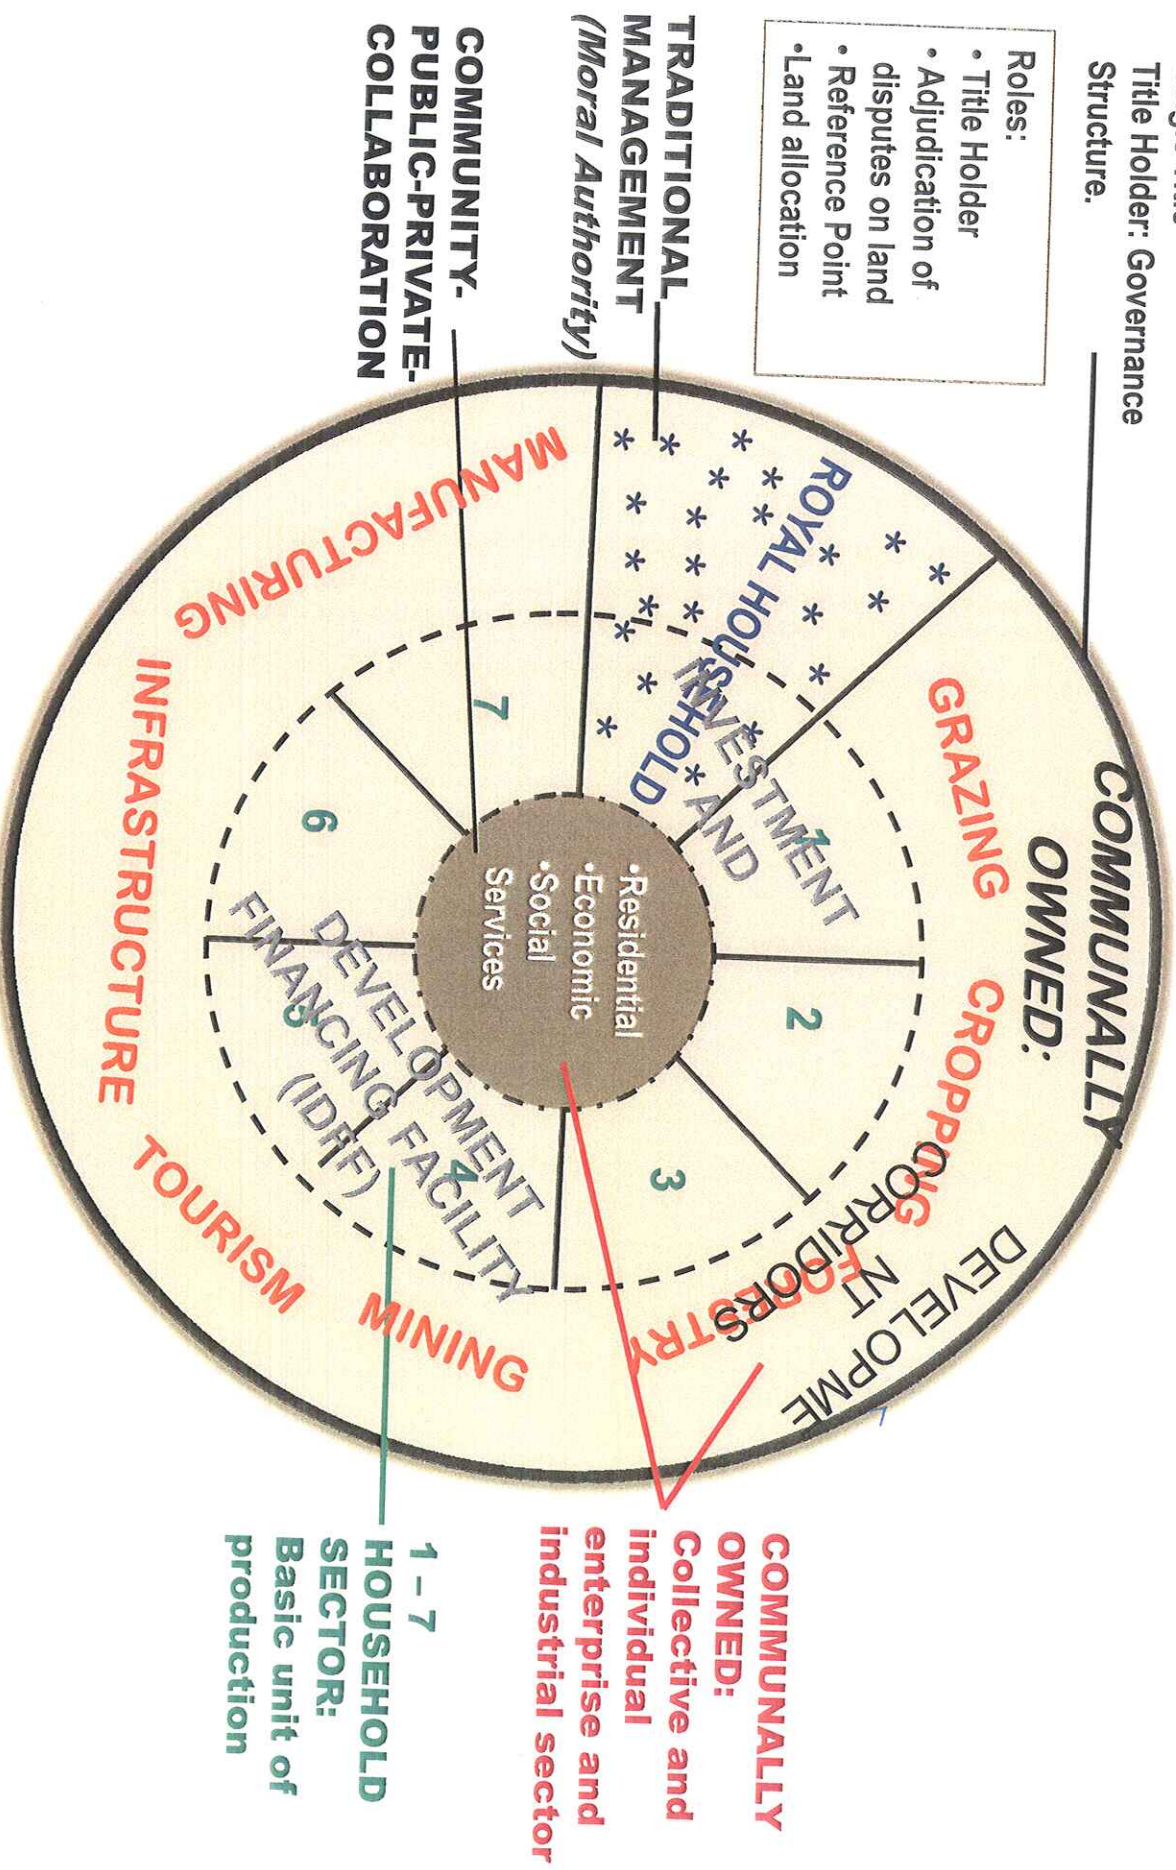 Title Holder: Governance
Structure.
Roles:
• Title Holder
• Adjudication of
disputes on land
• Reference Point
•Land allocation
TRADITIONAL
MANAGEMENT
(Moral Authority)
COMMUNITY-
PUBLIC-PRIVATE-
COLLABORATION
COMMUNALLY
OWNED:
GRAZING
CROPPING
FORESTRY
MINING
TOURISM
INFRASTRUCTURE
MANUFACTURING
DEVELOPME
NT
CORRIDORS
ROYAL HOUSEHOLD
INVESTMENT
AND
DEVELOPMENT
FINANCING FACILITY
(IDFF)
1
2
3
4
5
6
7
•Residential
•Economic
•Social
Services
COMMUNALLY
OWNED:
Collective and
individual
enterprise and
industrial sector
1 – 7
HOUSEHOLD
SECTOR:
Basic unit of
production